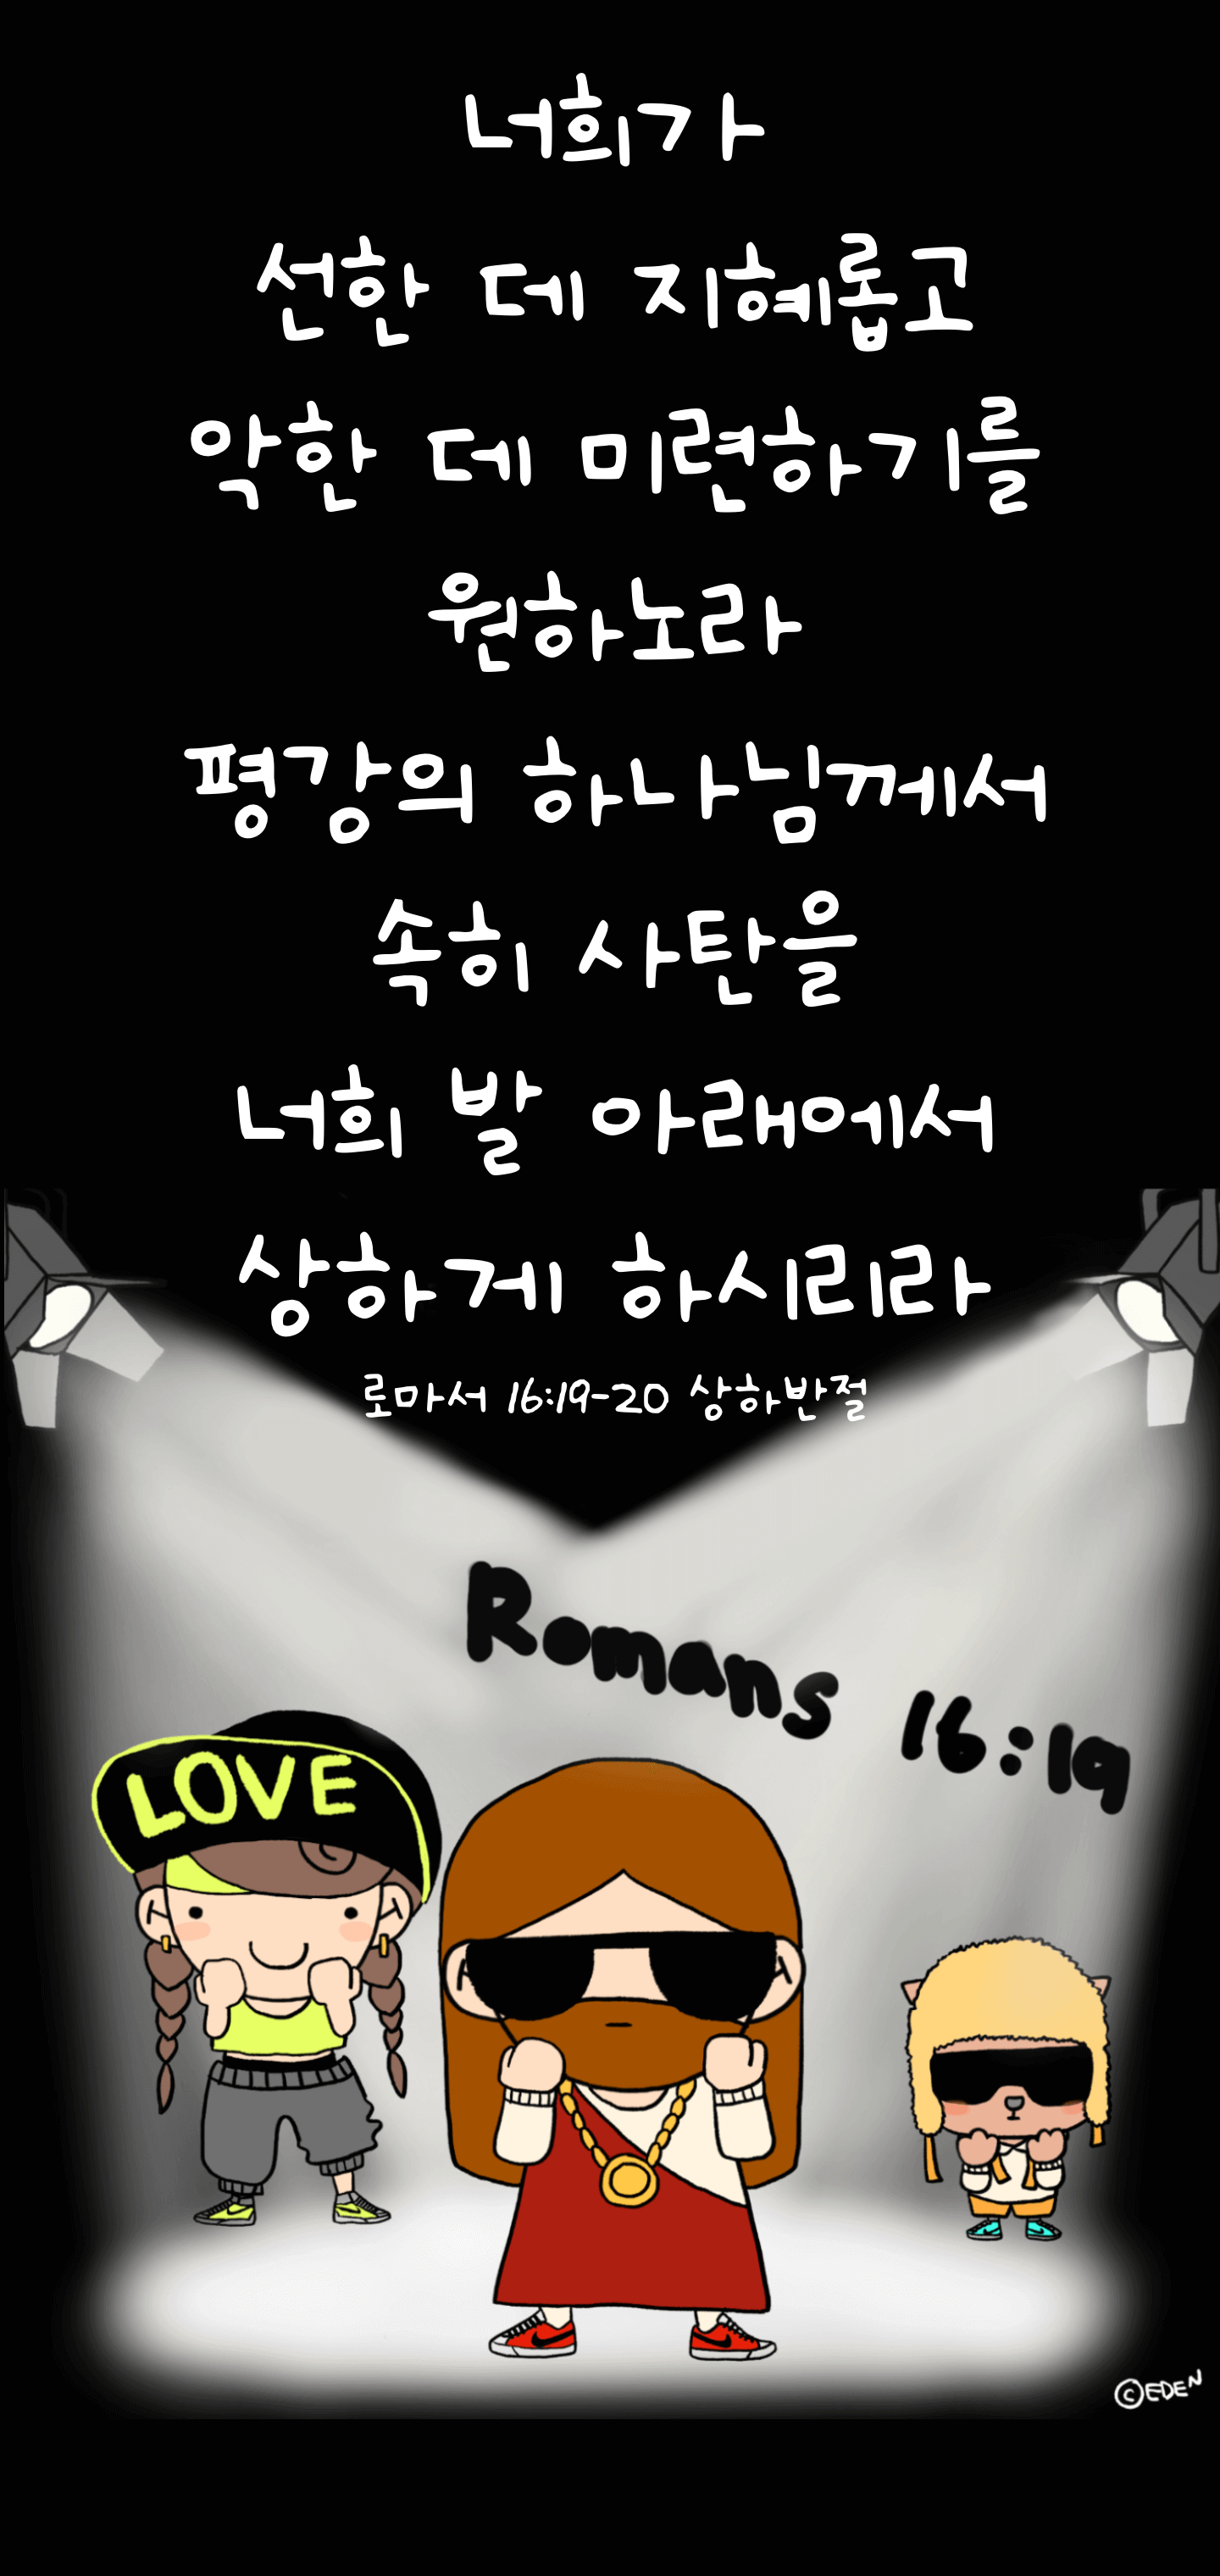 너희가
선한 데 지혜롭고
악한 데 미련하기를
원하노라
평강의 하나님께서
속히 사탄을
너희 발 아래에서
상하게 하시리라
로마서 16:19-20 상하반절
Romans 16:19
LOVE
©EDEN